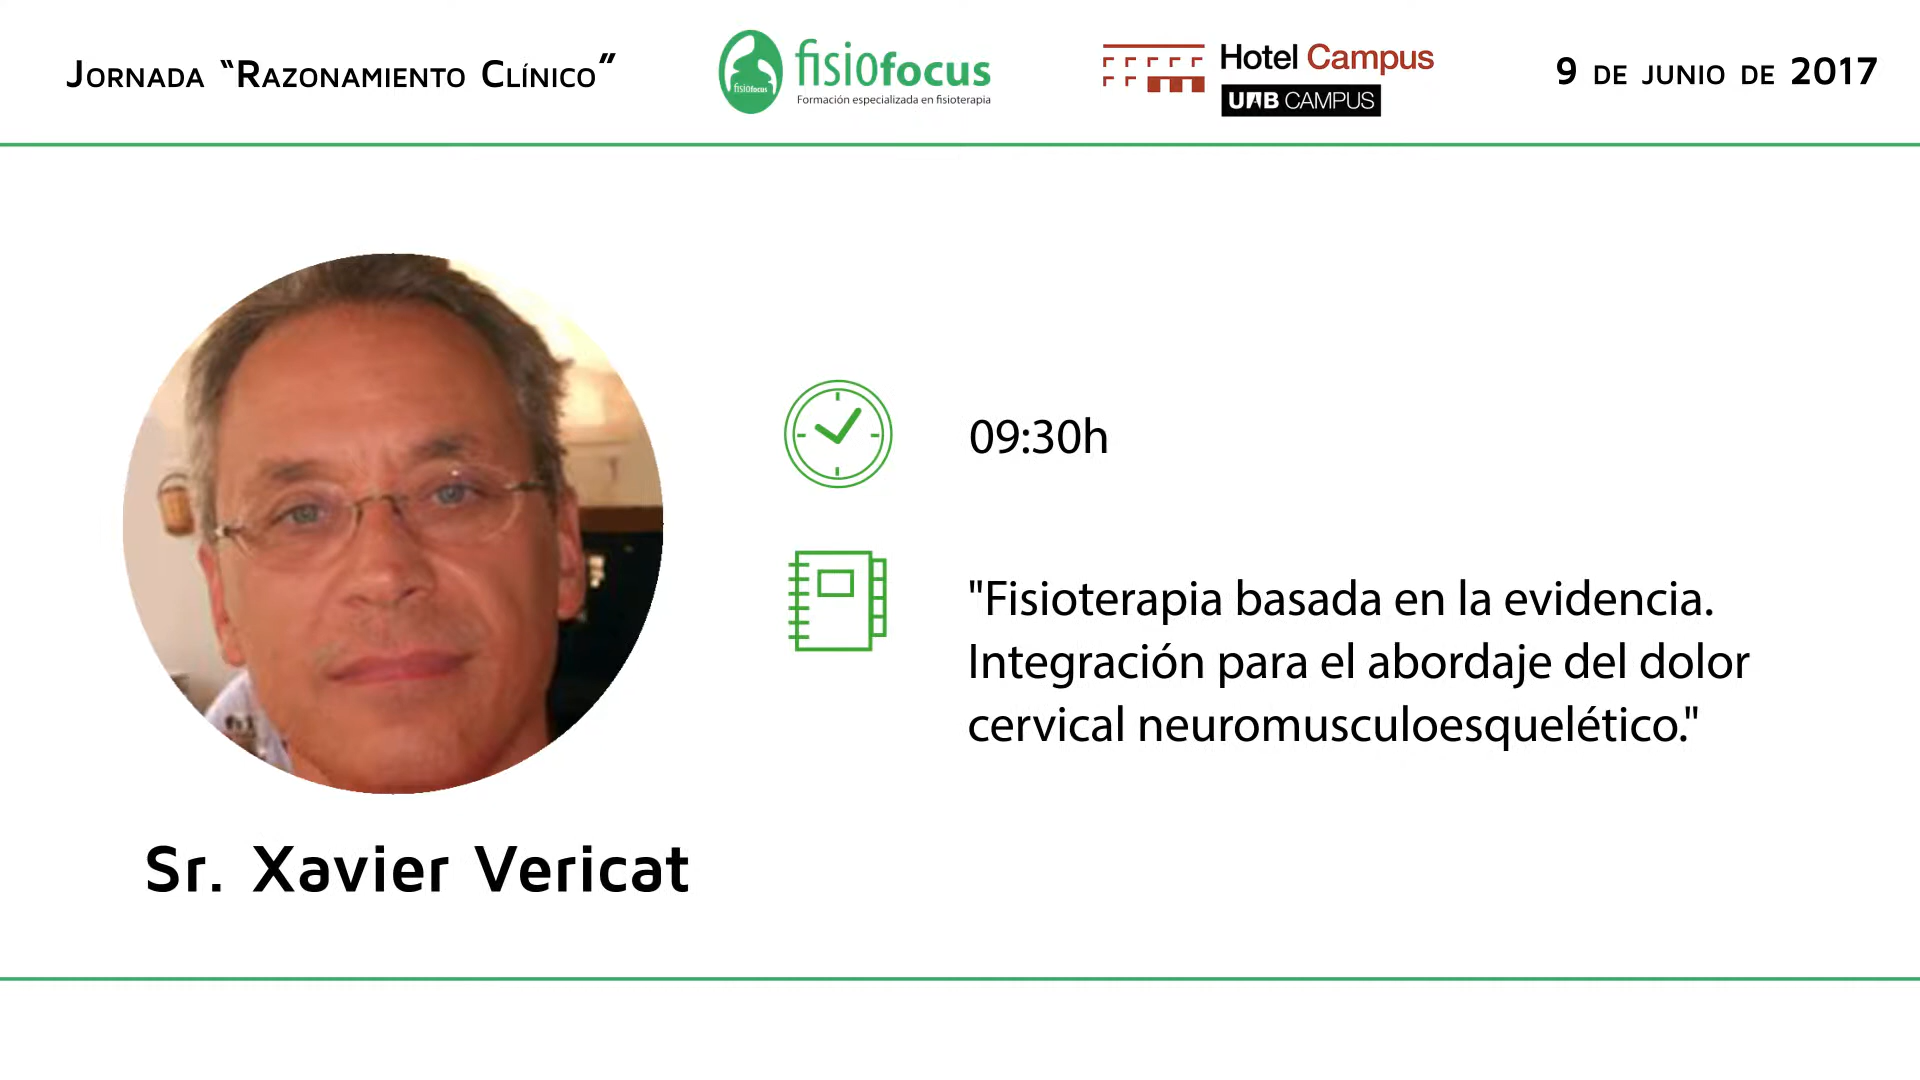 Jornada “Razonamiento Clínico”
fisiofocus
fisiofocus
Formación especializada en fisioterapia
Hotel Campus
UAB CAMPUS
9 de junio de 2017
09:30h
"Fisioterapia basada en la evidencia.
Integración para el abordaje del dolor
cervical neuromusculoesquelético."
Sr. Xavier Vericat